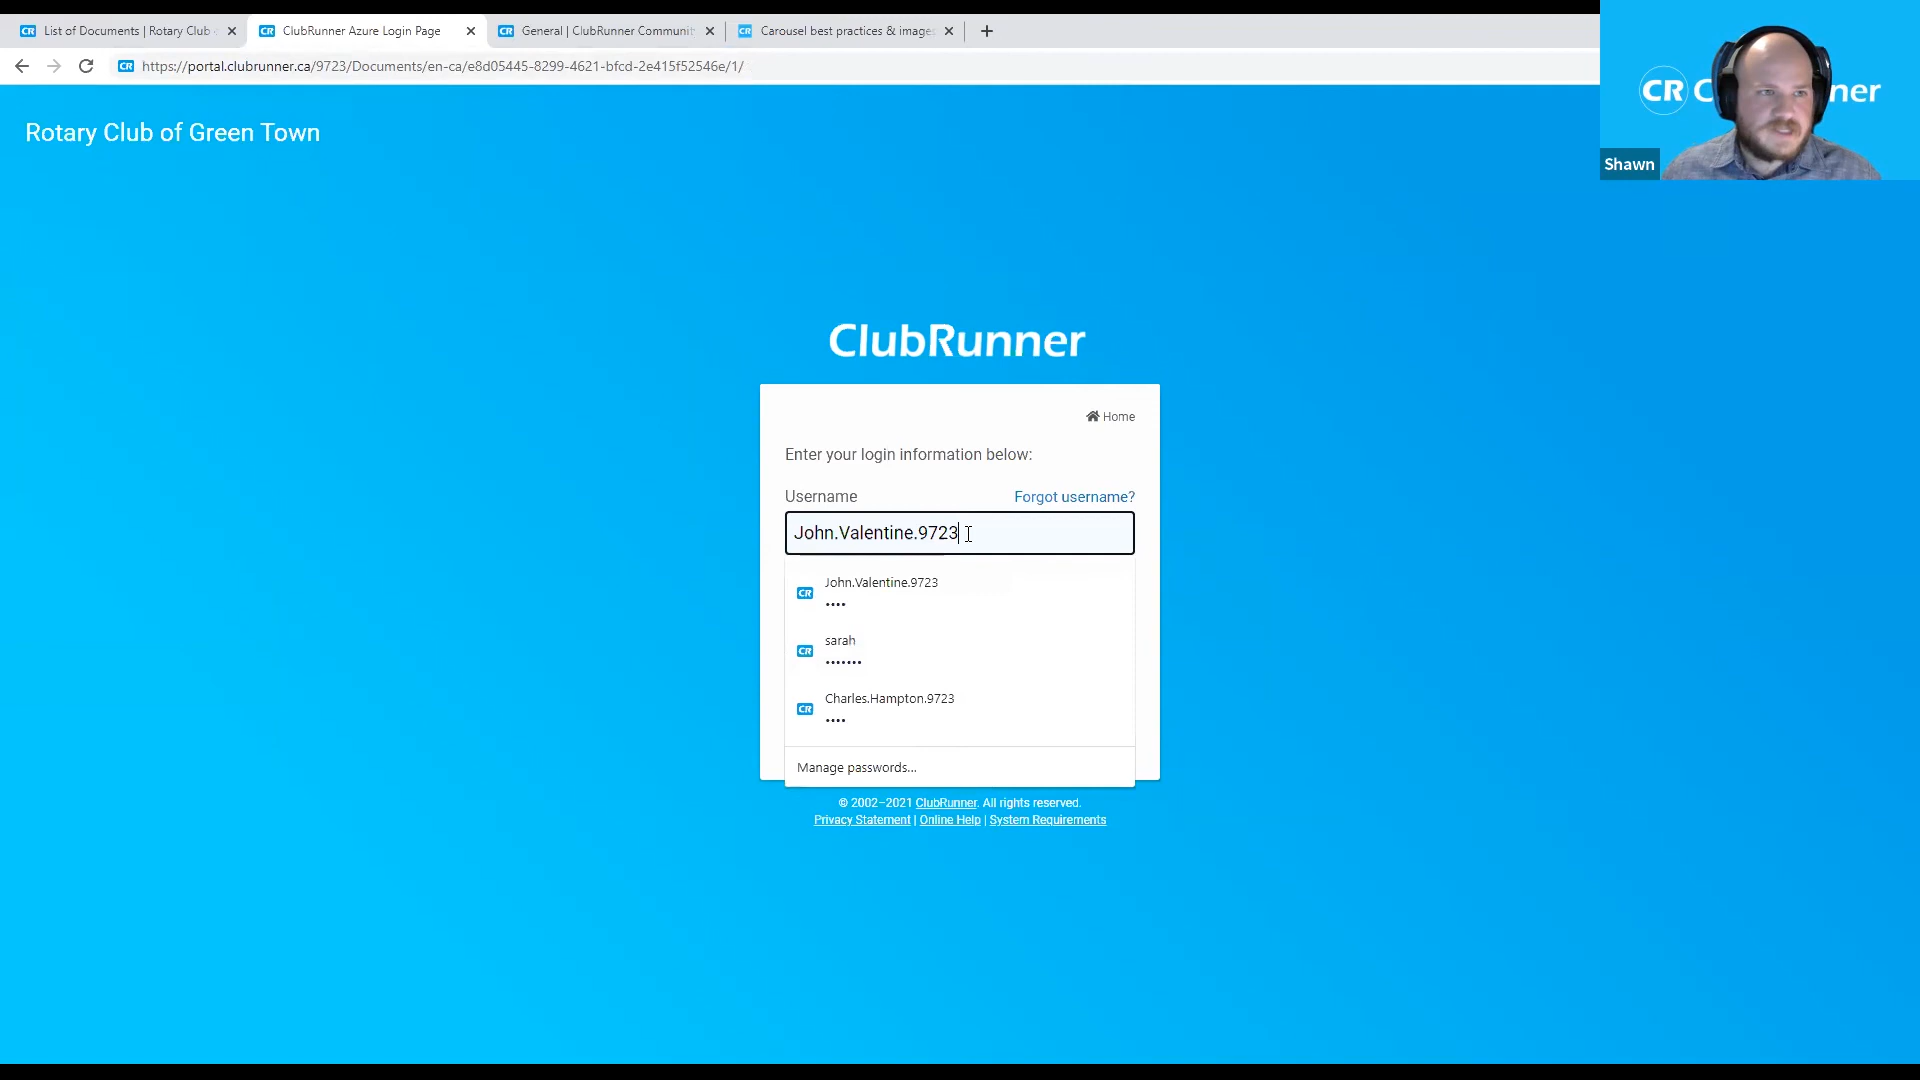 List of Documents | Rotary Club
ClubRunner Azure Login Page
General | ClubRunner Communit
Carousel best practices & image
https://portal.clubrunner.ca/9723/Documents/en-ca/e8d05445-8299-4621-bfcd-2e415f52546e/1/
CR C ner
Shawn
Rotary Club of Green Town
ClubRunner
Home
Enter your login information below:
Username Forgot username?
John.Valentine.9723
CR John.Valentine.9723
••••
CR sarah
•••••••
CR Charles.Hampton.9723
••••
Manage passwords...
© 2002–2021 ClubRunner. All rights reserved.
Privacy Statement | Online Help | System Requirements